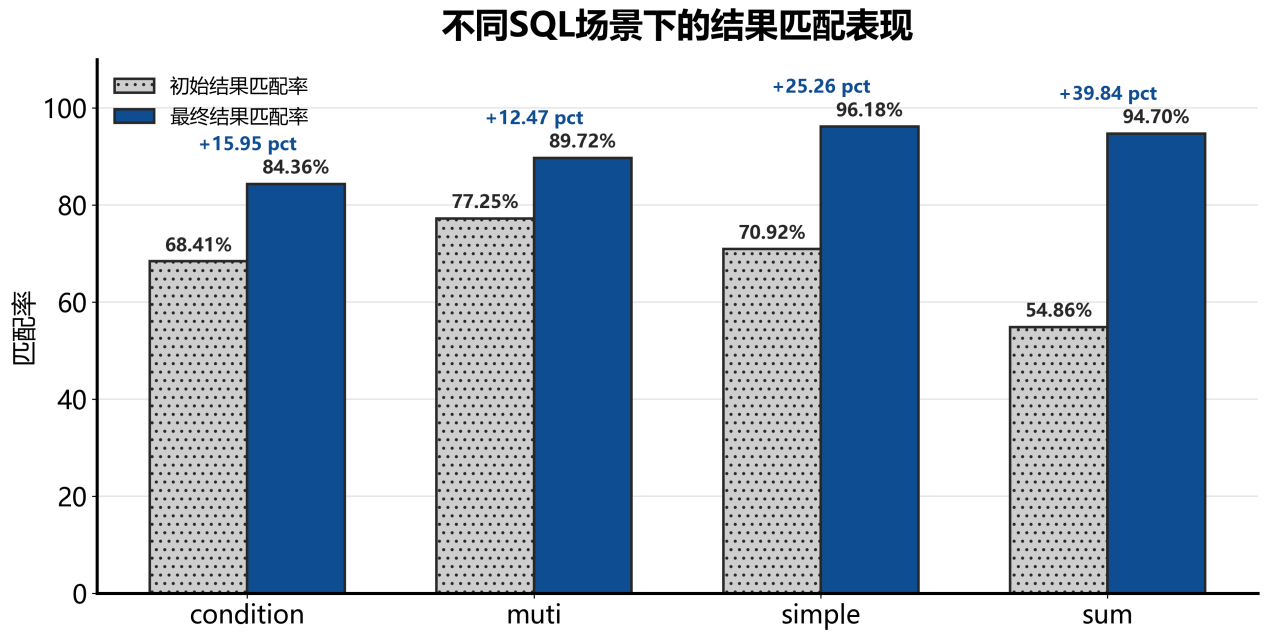 不同SQL场景下的结果匹配表现
初始结果匹配率
最终结果匹配率
匹配率
100
80
60
40
20
0
+15.95 pct
84.36%
68.41%
+12.47 pct
89.72%
77.25%
+25.26 pct
96.18%
70.92%
+39.84 pct
94.70%
54.86%
condition
muti
simple
sum